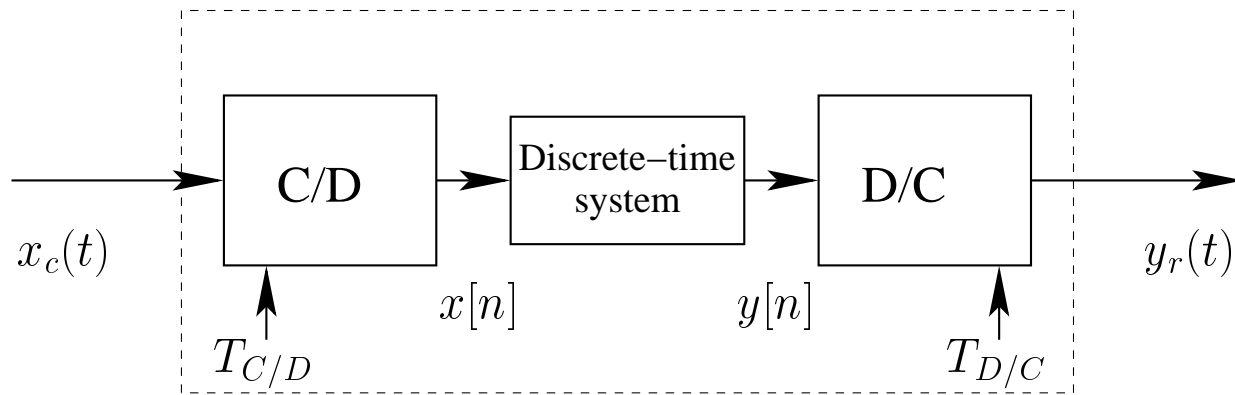 C/D
Discrete–time
system
D/C
x_c(t)
x[n]
y[n]
y_r(t)
T_{C/D}
T_{D/C}